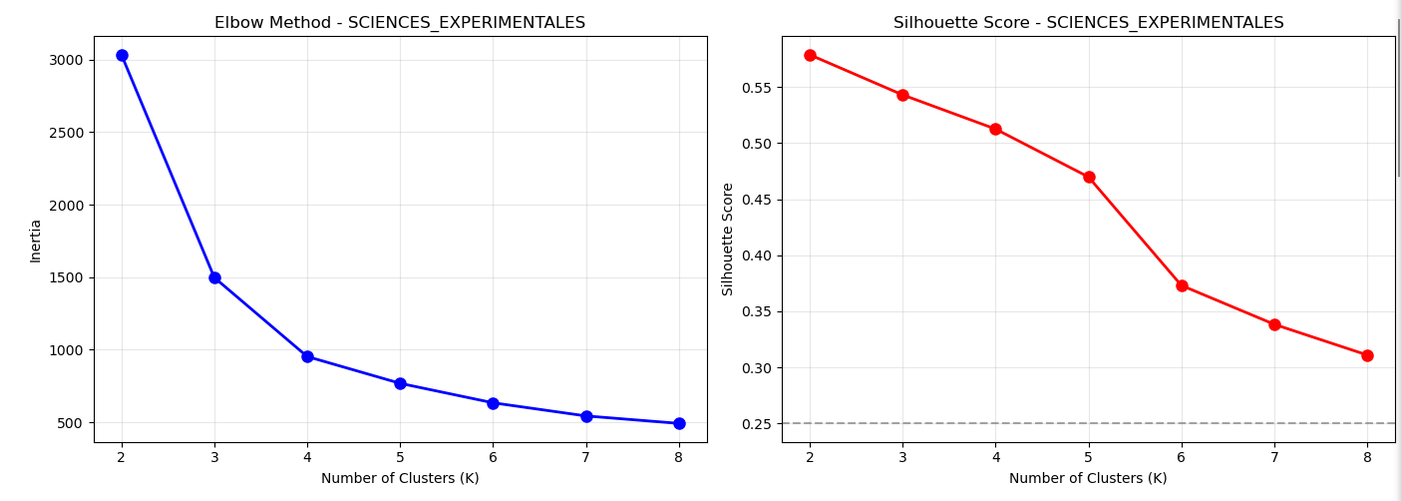 Elbow Method - SCIENCES_EXPERIMENTALES
3000
2500
2000
1500
1000
500
Inertia
2 3 4 5 6 7 8
Number of Clusters (K)
Silhouette Score - SCIENCES_EXPERIMENTALES
0.55
0.50
0.45
0.40
0.35
0.30
0.25
Silhouette Score
2 3 4 5 6 7 8
Number of Clusters (K)